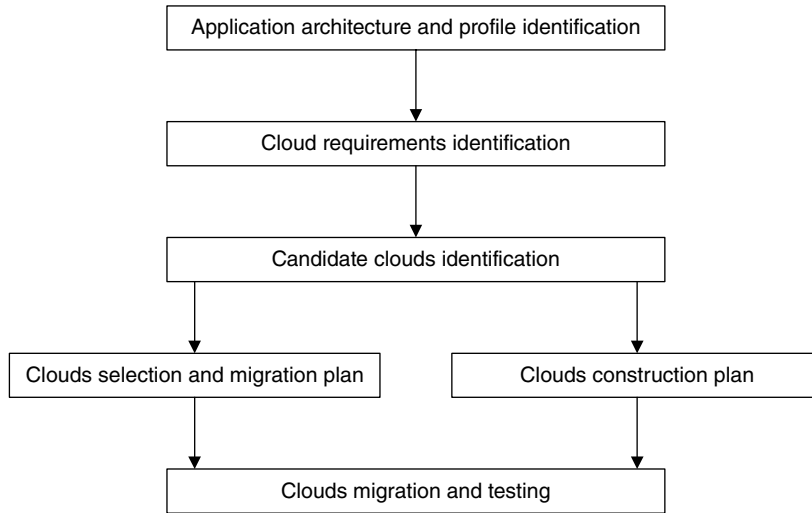 Application architecture and profile identification
Cloud requirements identification
Candidate clouds identification
Clouds selection and migration plan
Clouds construction plan
Clouds migration and testing